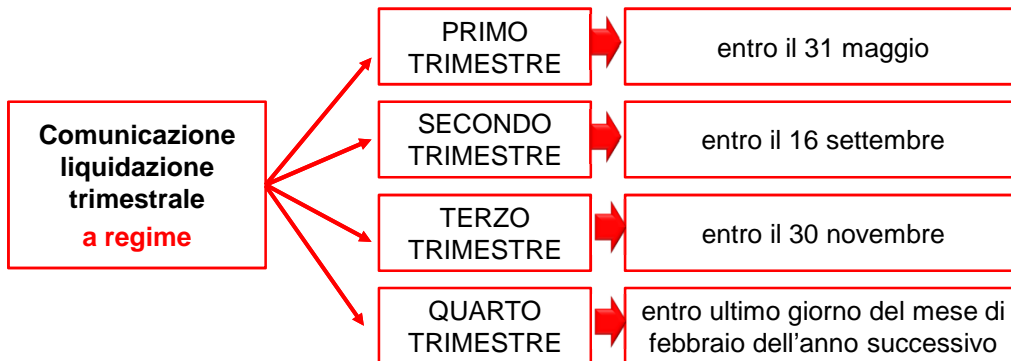 Comunicazione
liquidazione
trimestrale
a regime
PRIMO
TRIMESTRE
entro il 31 maggio
SECONDO
TRIMESTRE
entro il 16 settembre
TERZO
TRIMESTRE
entro il 30 novembre
QUARTO
TRIMESTRE
entro ultimo giorno del mese di
febbraio dell'anno successivo